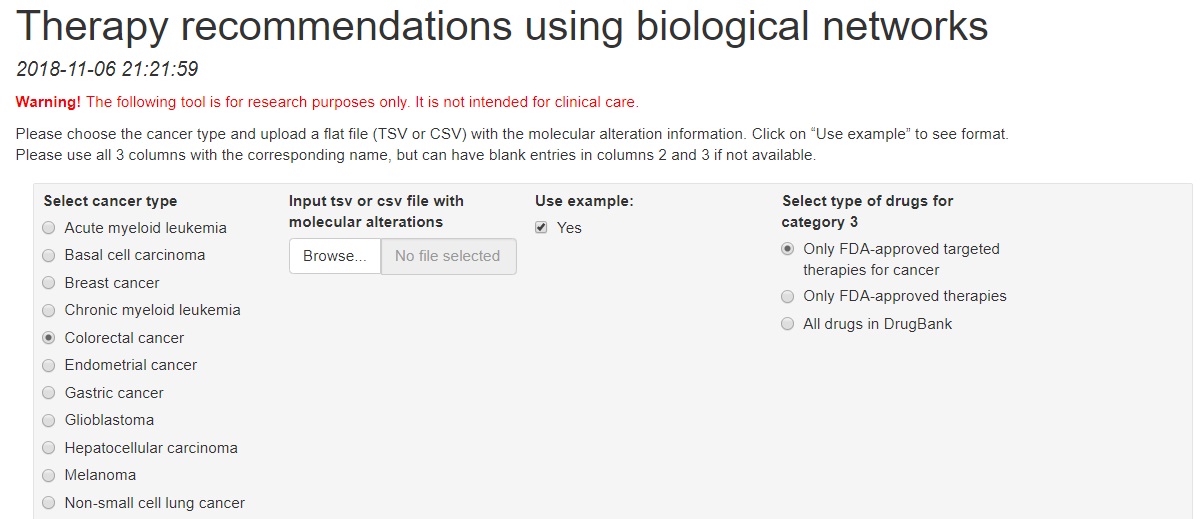 Therapy recommendations using biological networks
2018-11-06 21:21:59
Warning! The following tool is for research purposes only. It is not intended for clinical care.
Please choose the cancer type and upload a flat file (TSV or CSV) with the molecular alteration information. Click on “Use example” to see format.
Please use all 3 columns with the corresponding name, but can have blank entries in columns 2 and 3 if not available.
Select cancer type
Acute myeloid leukemia
Basal cell carcinoma
Breast cancer
Chronic myeloid leukemia
Colorectal cancer
Endometrial cancer
Gastric cancer
Glioblastoma
Hepatocellular carcinoma
Melanoma
Non-small cell lung cancer
Input tsv or csv file with
molecular alterations
Browse... No file selected
Use example:
Yes
Select type of drugs for
category 3
Only FDA-approved targeted
therapies for cancer
Only FDA-approved therapies
All drugs in DrugBank